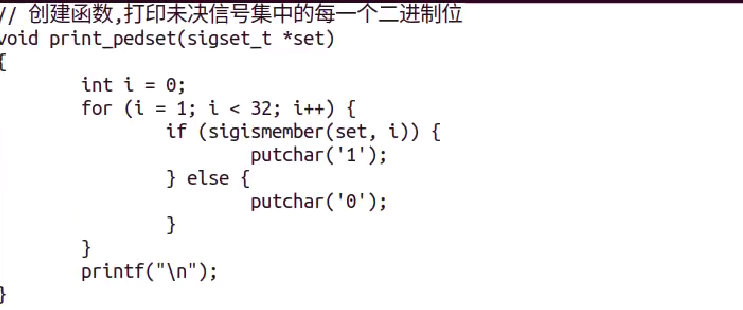 // 创建函数,打印未决信号集中的每一个二进制位
void print_pedset(sigset_t *set)
{
        int i = 0;
        for (i = 1; i < 32; i++) {
                if (sigismember(set, i)) {
                        putchar('1');
                } else {
                        putchar('0');
                }
        }
        printf("\n");
}